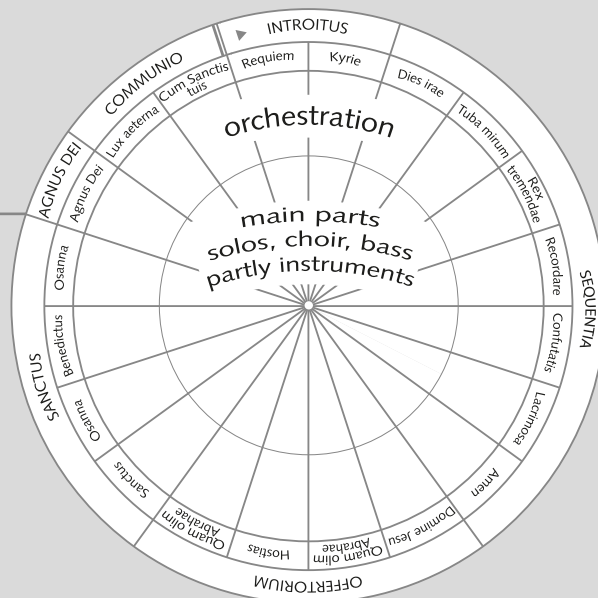 INTROITUS
Requiem
Kyrie
SEQUENTIA
Dies irae
Tuba mirum
Rex
tremendae
Recordare
Confutatis
Lacrimosa
Amen
OFFERTORIUM
Domine Jesu
Quam olim
Abrahae
Hostias
Quam olim
Abrahae
SANCTUS
Sanctus
Osanna
Benedictus
Osanna
AGNUS DEI
Agnus Dei
COMMUNIO
Lux aeterna
Cum Sanctis
tuis
orchestration
main parts
solos, choir, bass
partly instruments